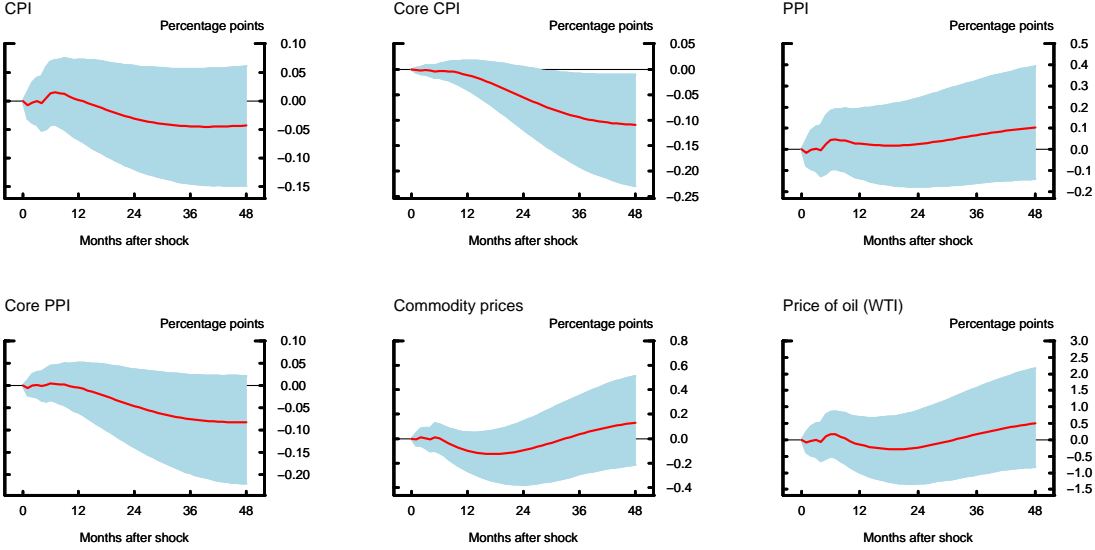 CPI
Percentage points
0.10
0.05
0.00
−0.05
−0.10
−0.15
0 12 24 36 48
Months after shock
Core CPI
Percentage points
0.05
0.00
−0.05
−0.10
−0.15
−0.20
−0.25
0 12 24 36 48
Months after shock
PPI
Percentage points
0.5
0.4
0.3
0.2
0.1
0.0
−0.1
−0.2
0 12 24 36 48
Months after shock
Core PPI
Percentage points
0.10
0.05
0.00
−0.05
−0.10
−0.15
−0.20
0 12 24 36 48
Months after shock
Commodity prices
Percentage points
0.8
0.6
0.4
0.2
0.0
−0.2
−0.4
0 12 24 36 48
Months after shock
Price of oil (WTI)
Percentage points
3.0
2.5
2.0
1.5
1.0
0.5
0.0
−0.5
−1.0
−1.5
0 12 24 36 48
Months after shock